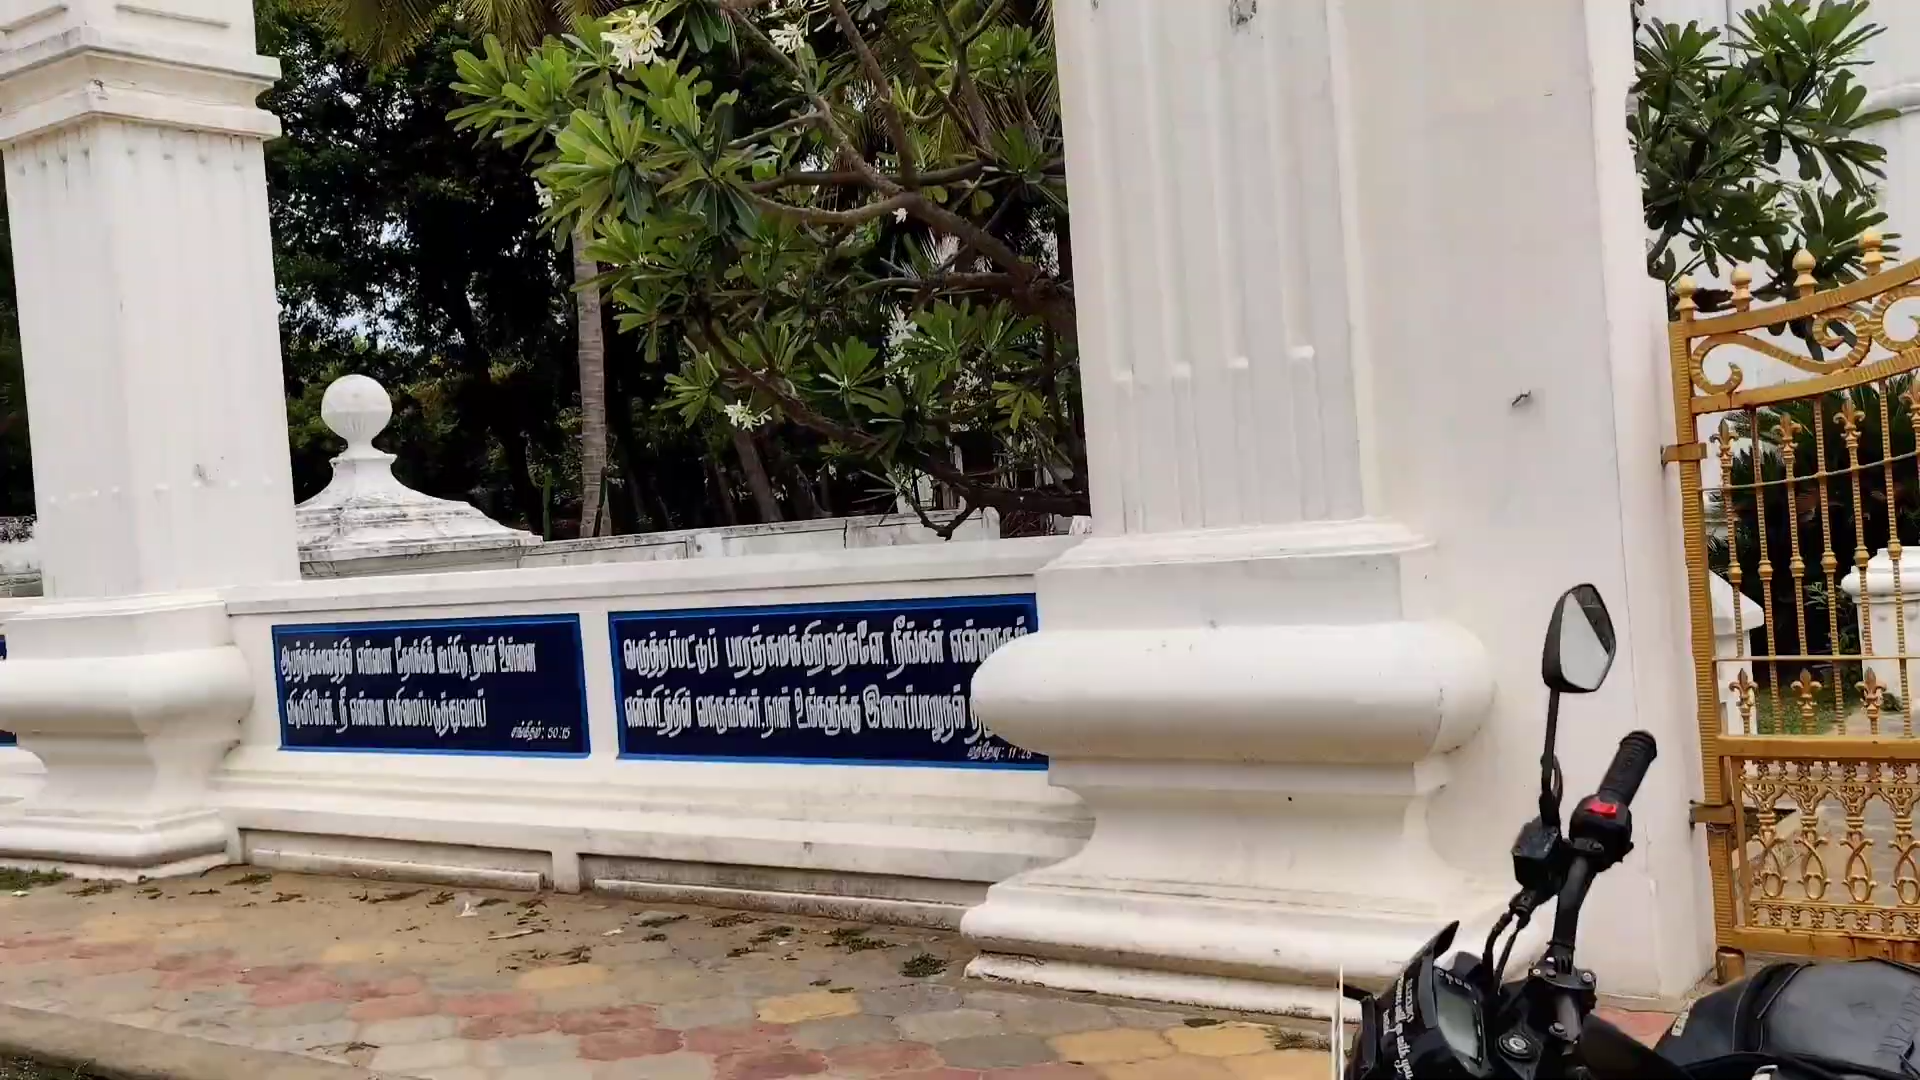 ஆபத்துக்காலத்தில் என்னை நோக்கிக் கூப்பிடு, நான் உன்னை
விடுவிப்பேன், நீ என்னை மகிமைப்படுத்துவாய்
சங்கீதம்: 50:15
வருத்தப்பட்டுப் பாரஞ்சுமக்கிறவர்களே, நீங்கள் எல்லாரும்
என்னிடத்தில் வாருங்கள், நான் உங்களுக்கு இளைப்பாறுதல்
மத்தேயு: 11:28